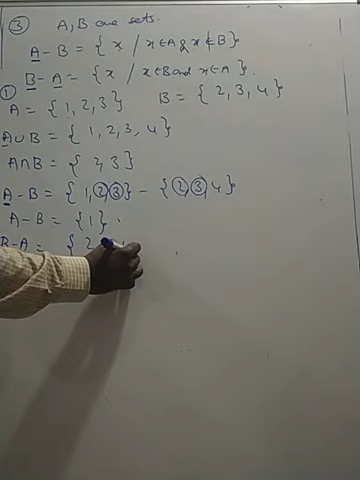 ③ A, B are sets.
A - B = { x / x∈A & x∉B }
B - A = { x / x∈B and x∉A }.
① A = { 1, 2, 3 } B = { 2, 3, 4 }
A∪B = { 1, 2, 3, 4 }
A∩B = { 2, 3 }
A - B = { 1, ②, ③ } - { ②, ③, 4 }
A - B = { 1 } .
B - A = { 2